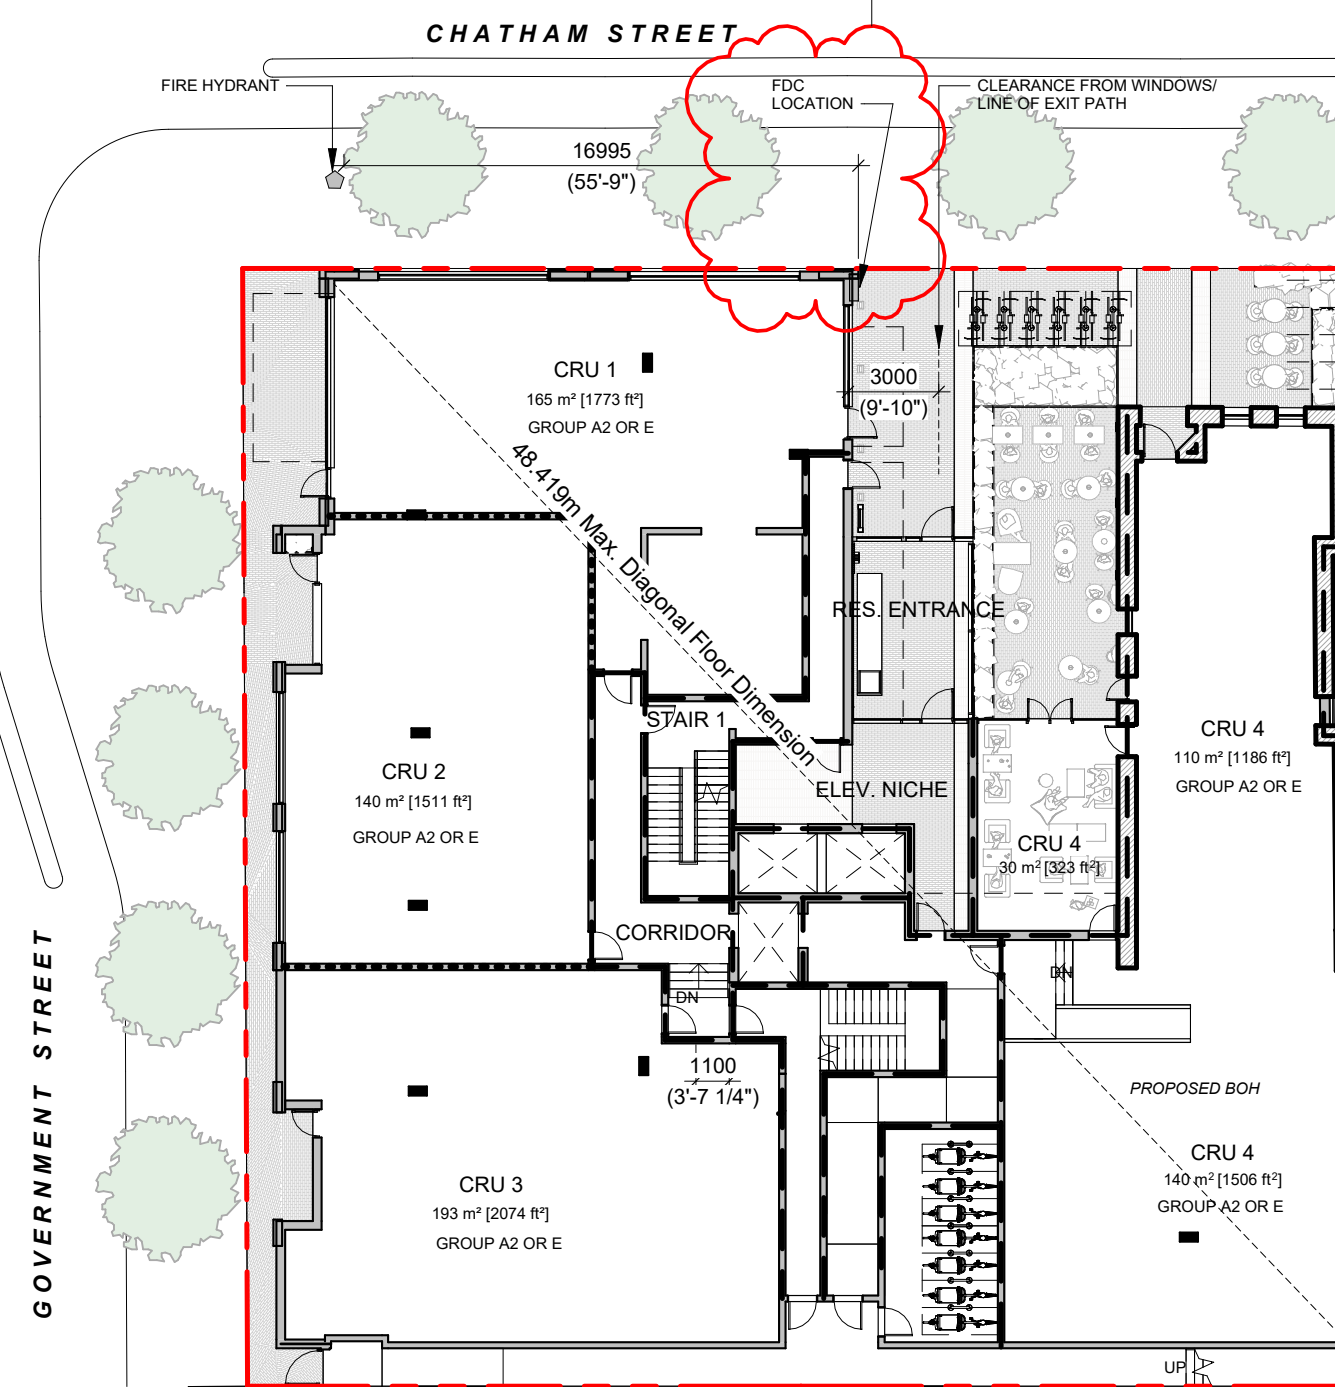 CHATHAM STREET
FIRE HYDRANT
FDC
LOCATION
CLEARANCE FROM WINDOWS/
LINE OF EXIT PATH
16995
(55'-9")
CRU 1
165 m² [1773 ft²]
GROUP A2 OR E
3000
(9'-10")
48.419m Max. Diagonal Floor Dimension
RES. ENTRANCE
STAIR 1
CRU 2
140 m² [1511 ft²]
GROUP A2 OR E
ELEV. NICHE
CRU 4
110 m² [1186 ft²]
GROUP A2 OR E
CRU 4
30 m² [323 ft²]
CORRIDOR
DN
DN
1100
(3'-7 1/4")
PROPOSED BOH
CRU 3
193 m² [2074 ft²]
GROUP A2 OR E
CRU 4
140 m² [1506 ft²]
GROUP A2 OR E
UP
GOVERNMENT STREET